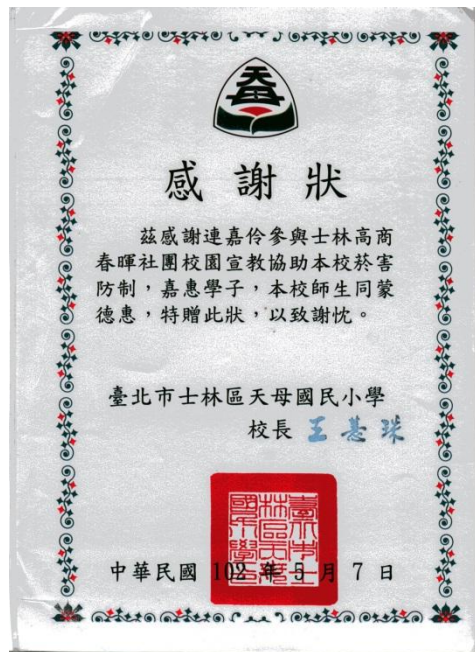 感謝狀
茲感謝連嘉伶參與士林高商
春暉社團校園宣教協助本校菸害
防制，嘉惠學子，本校師生同蒙
德惠，特贈此狀，以致謝忱。
臺北市士林區天母國民小學
校長
中華民國 102 年 5 月 7 日